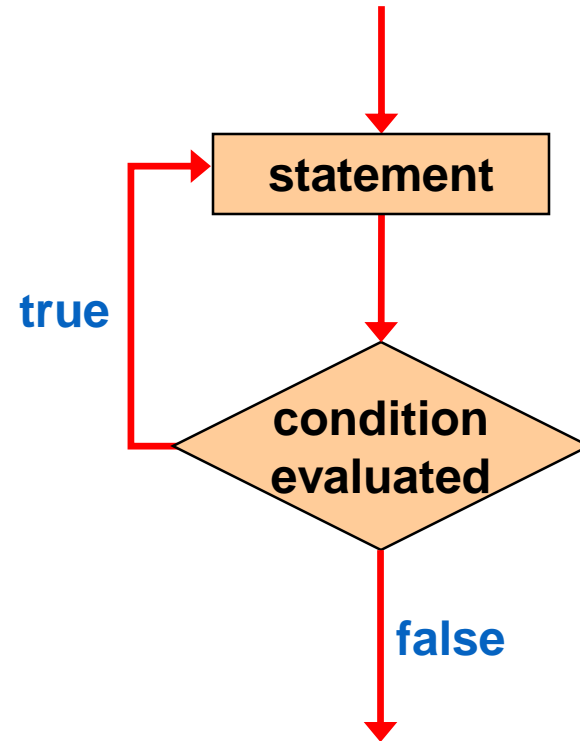 statement
true
condition
evaluated
false